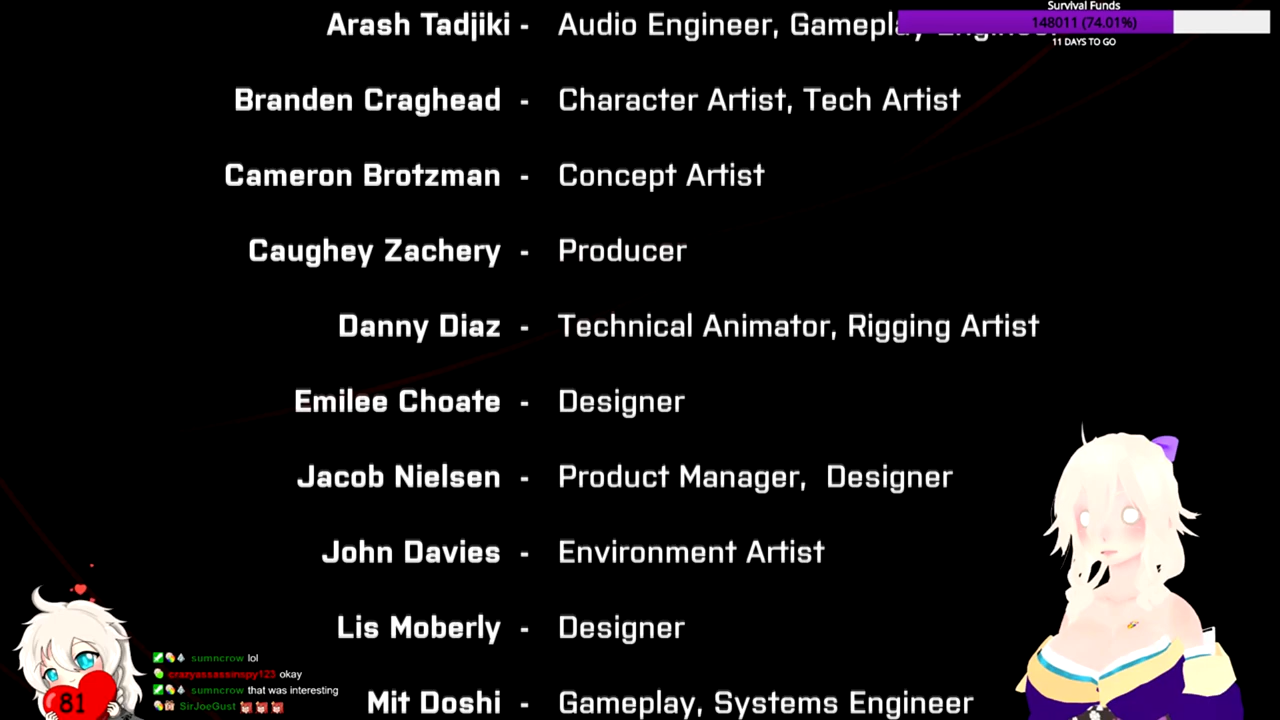 Survival Funds
148011 (74.01%)
11 DAYS TO GO
Arash Tadjiki - Audio Engineer, Gameplay Engineer
Branden Craghead - Character Artist, Tech Artist
Cameron Brotzman - Concept Artist
Caughey Zachery - Producer
Danny Diaz - Technical Animator, Rigging Artist
Emilee Choate - Designer
Jacob Nielsen - Product Manager, Designer
John Davies - Environment Artist
Lis Moberly - Designer
Mit Doshi - Gameplay, Systems Engineer
sumncrow lol
crazyassassinspy123 okay
sumncrow that was interesting
SirJoeGust
81